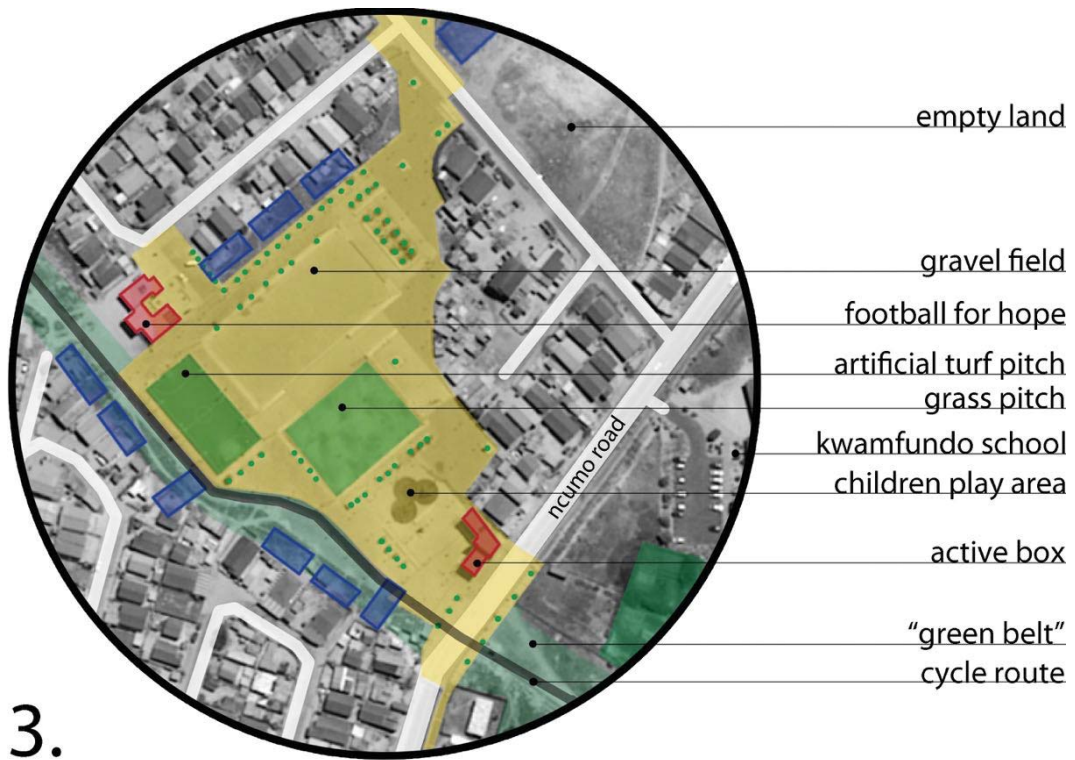 empty land
gravel field
football for hope
artificial turf pitch
grass pitch
kwamfundo school
children play area
active box
“green belt”
cycle route
ncumo road
3.